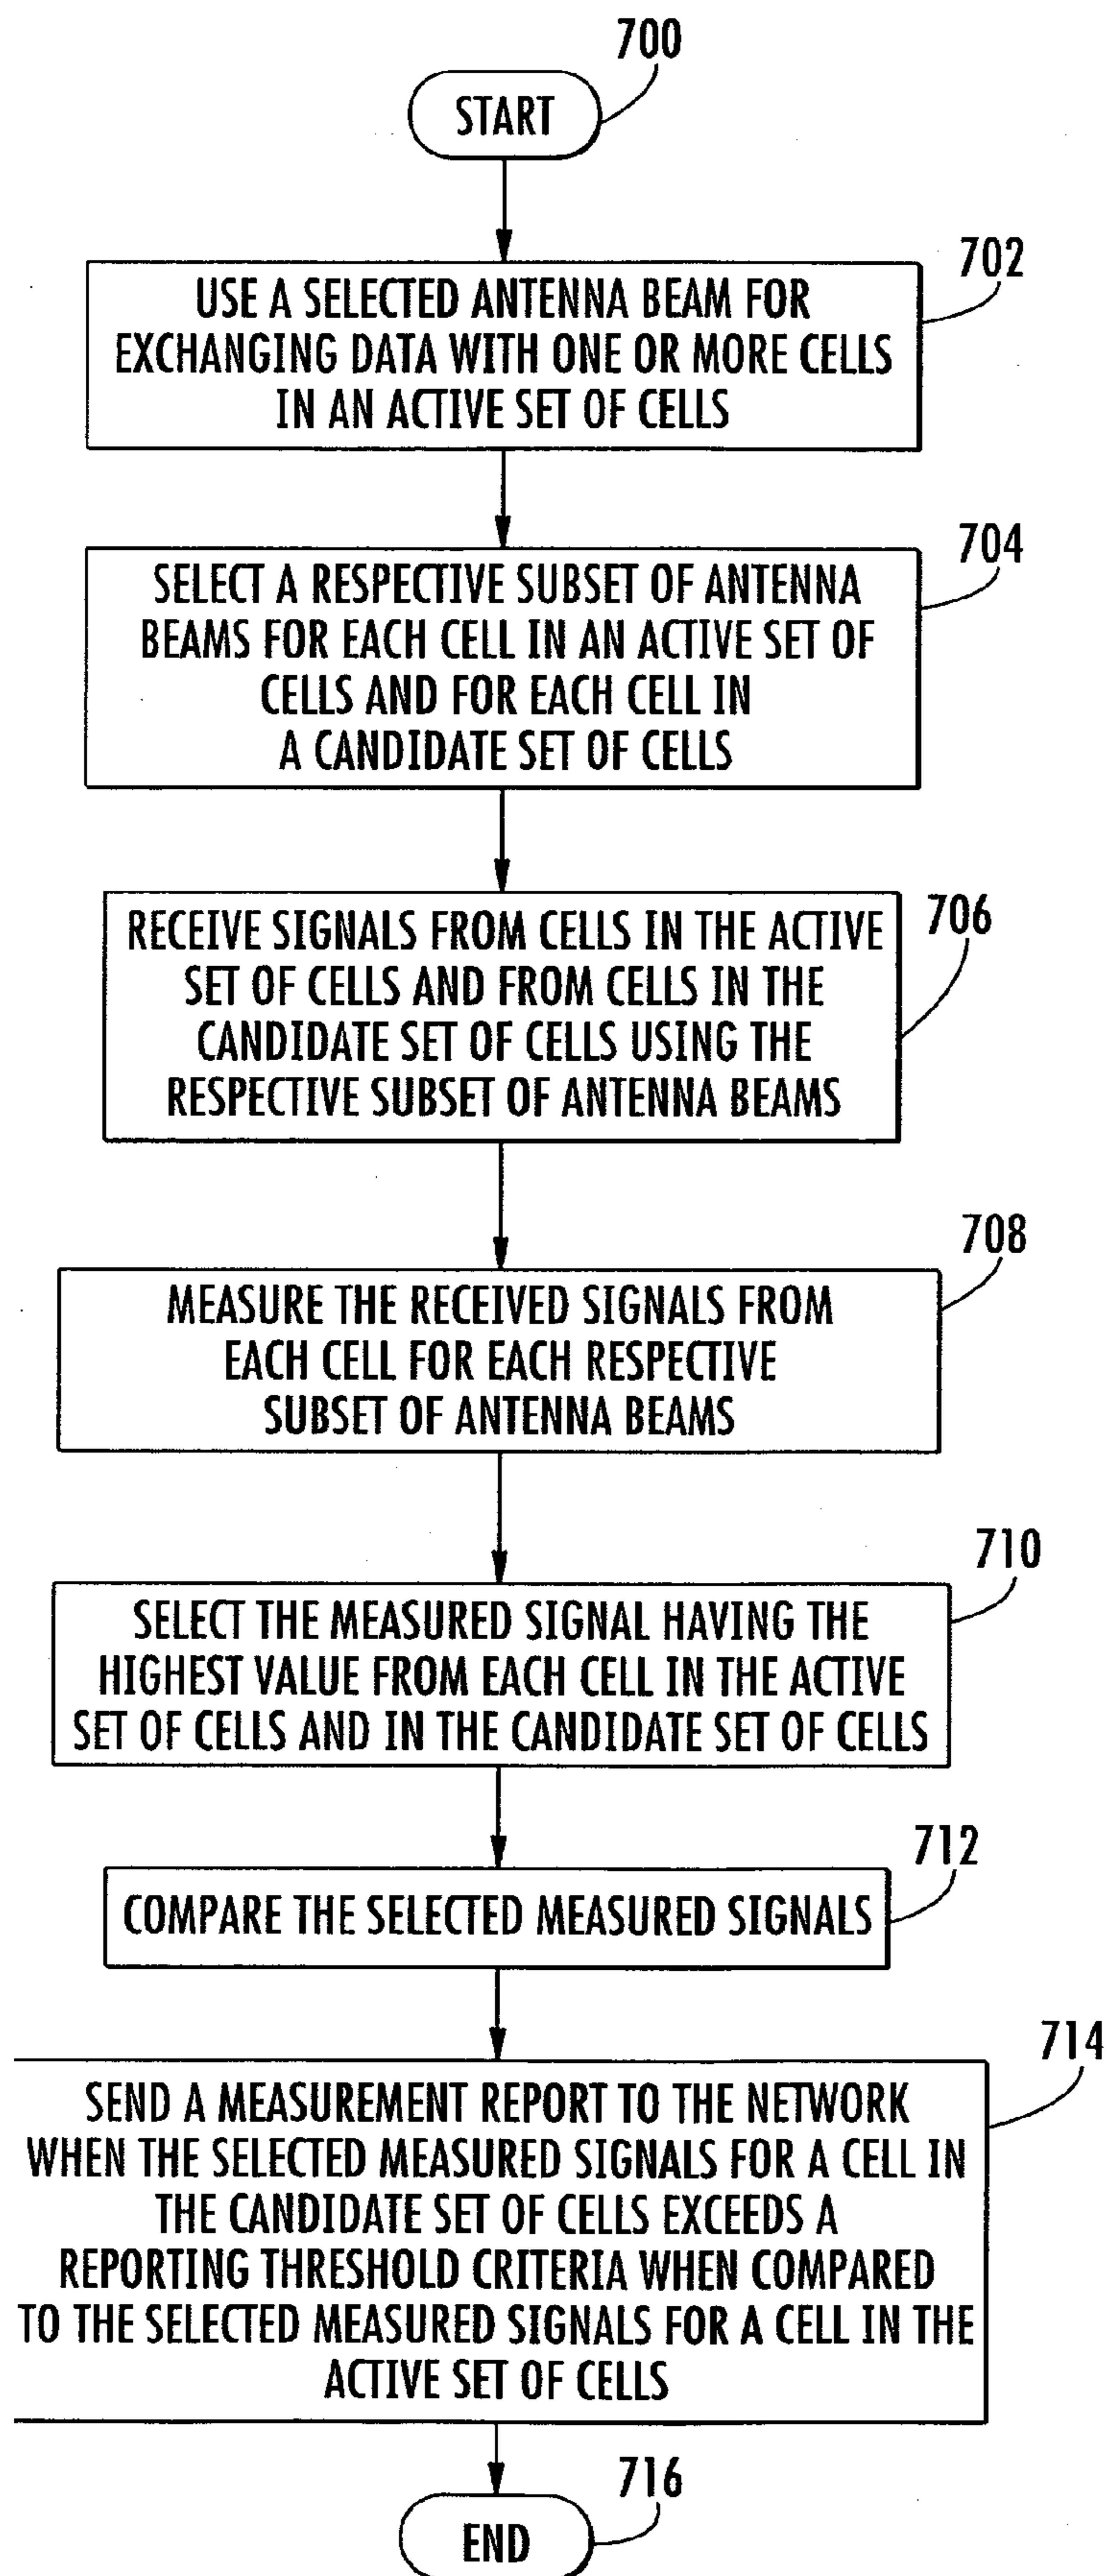 700
START
702
USE A SELECTED ANTENNA BEAM FOR
EXCHANGING DATA WITH ONE OR MORE CELLS
IN AN ACTIVE SET OF CELLS
704
SELECT A RESPECTIVE SUBSET OF ANTENNA
BEAMS FOR EACH CELL IN AN ACTIVE SET OF
CELLS AND FOR EACH CELL IN
A CANDIDATE SET OF CELLS
706
RECEIVE SIGNALS FROM CELLS IN THE ACTIVE
SET OF CELLS AND FROM CELLS IN THE
CANDIDATE SET OF CELLS USING THE
RESPECTIVE SUBSET OF ANTENNA BEAMS
708
MEASURE THE RECEIVED SIGNALS FROM
EACH CELL FOR EACH RESPECTIVE
SUBSET OF ANTENNA BEAMS
710
SELECT THE MEASURED SIGNAL HAVING THE
HIGHEST VALUE FROM EACH CELL IN THE ACTIVE
SET OF CELLS AND IN THE CANDIDATE SET OF CELLS
712
COMPARE THE SELECTED MEASURED SIGNALS
714
SEND A MEASUREMENT REPORT TO THE NETWORK
WHEN THE SELECTED MEASURED SIGNALS FOR A CELL IN
THE CANDIDATE SET OF CELLS EXCEEDS A
REPORTING THRESHOLD CRITERIA WHEN COMPARED
TO THE SELECTED MEASURED SIGNALS FOR A CELL IN THE
ACTIVE SET OF CELLS
716
END